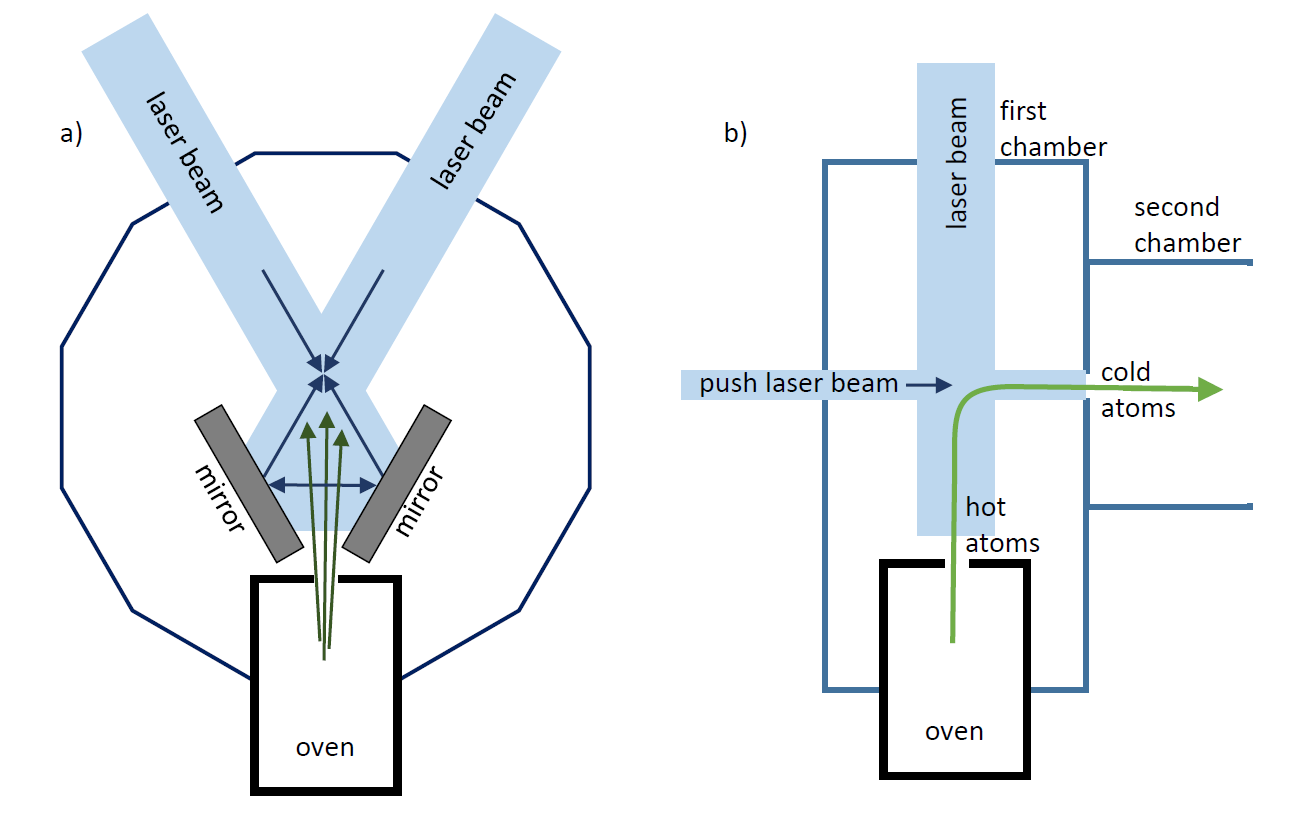 a)
laser beam
laser beam
mirror
mirror
oven
b)
laser beam
first
chamber
second
chamber
push laser beam
cold
atoms
hot
atoms
oven